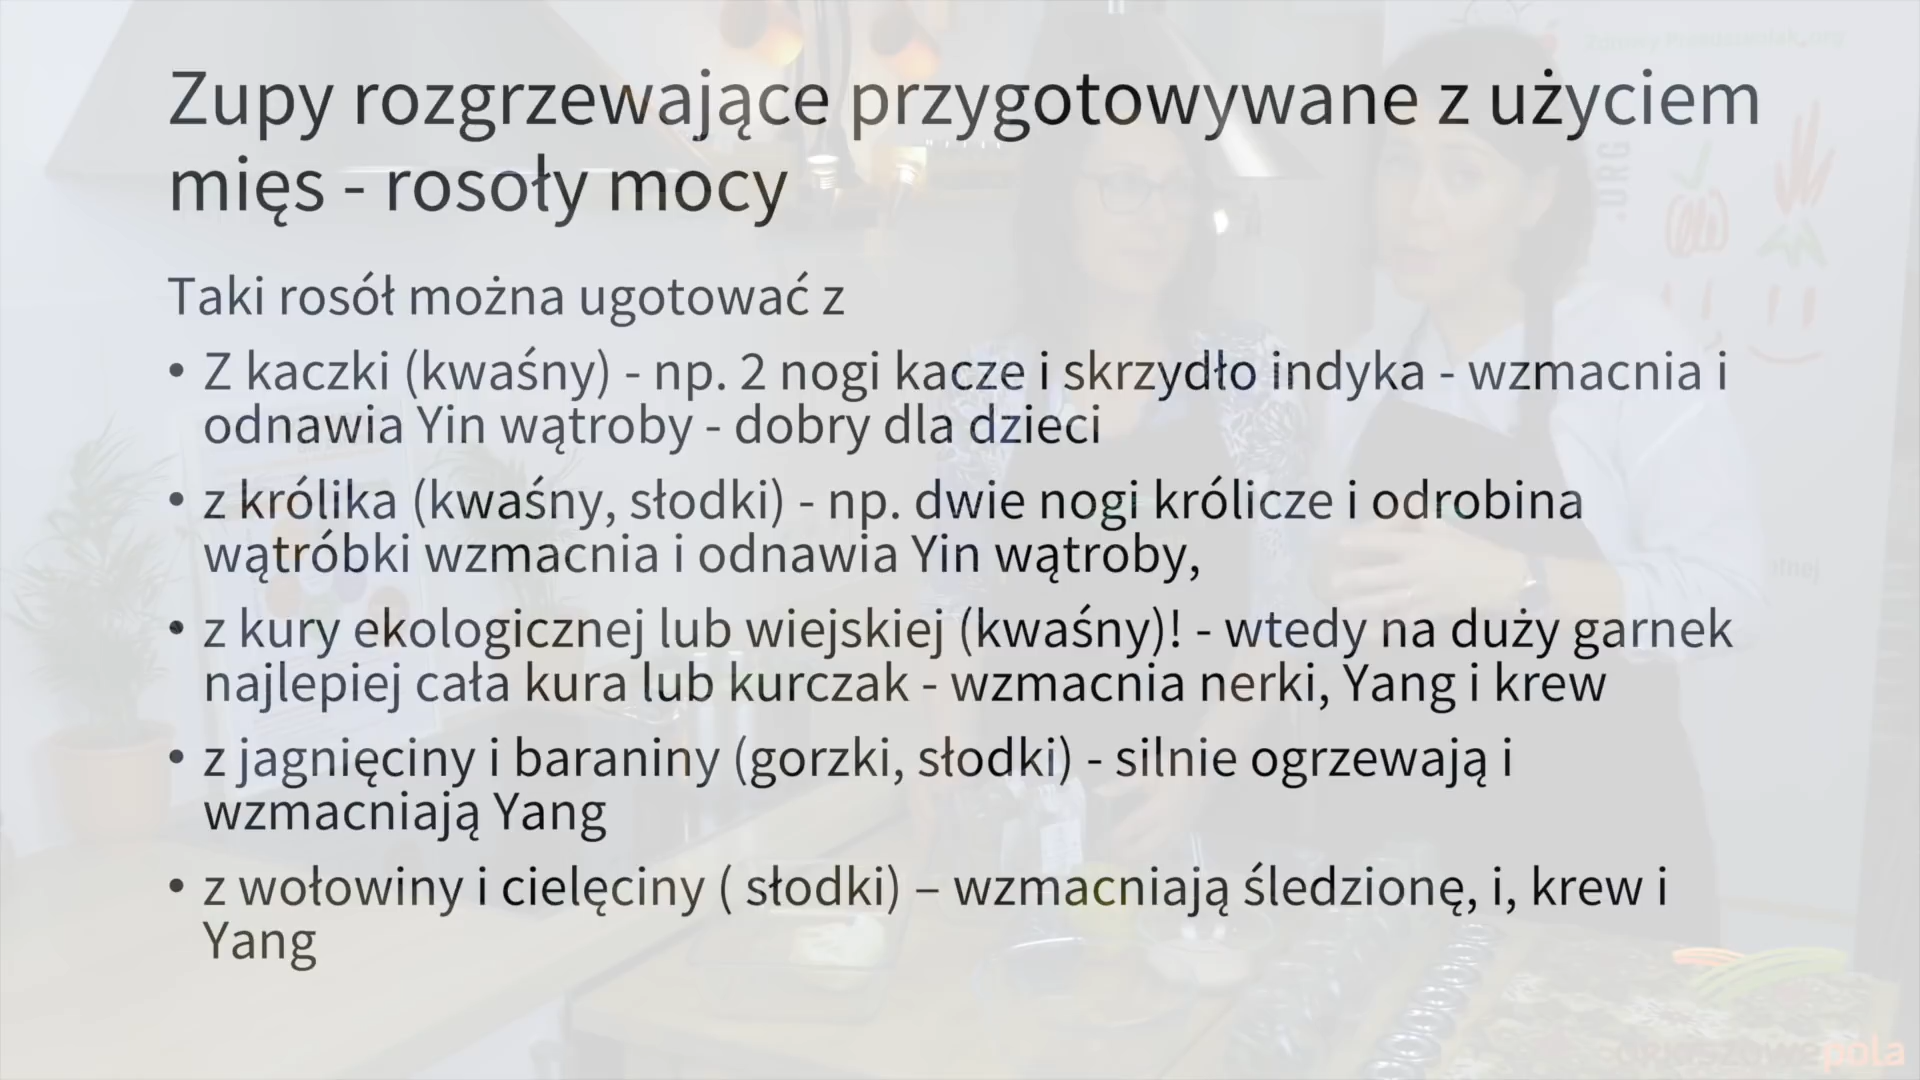 Zupy rozgrzewające przygotowywane z użyciem
mięs - rosoły mocy
Taki rosół można ugotować z
• Z kaczki (kwaśny) - np. 2 nogi kacze i skrzydło indyka - wzmacnia i
odnawia Yin wątroby - dobry dla dzieci
• z królika (kwaśny, słodki) - np. dwie nogi królicze i odrobina
wątróbki wzmacnia i odnawia Yin wątroby,
• z kury ekologicznej lub wiejskiej (kwaśny)! - wtedy na duży garnek
najlepiej cała kura lub kurczak - wzmacnia nerki, Yang i krew
• z jagnięciny i baraniny (gorzki, słodki) - silnie ogrzewają i
wzmacniają Yang
• z wołowiny i cielęciny ( słodki) – wzmacniają śledzionę, i, krew i
Yang
.ORG
pola